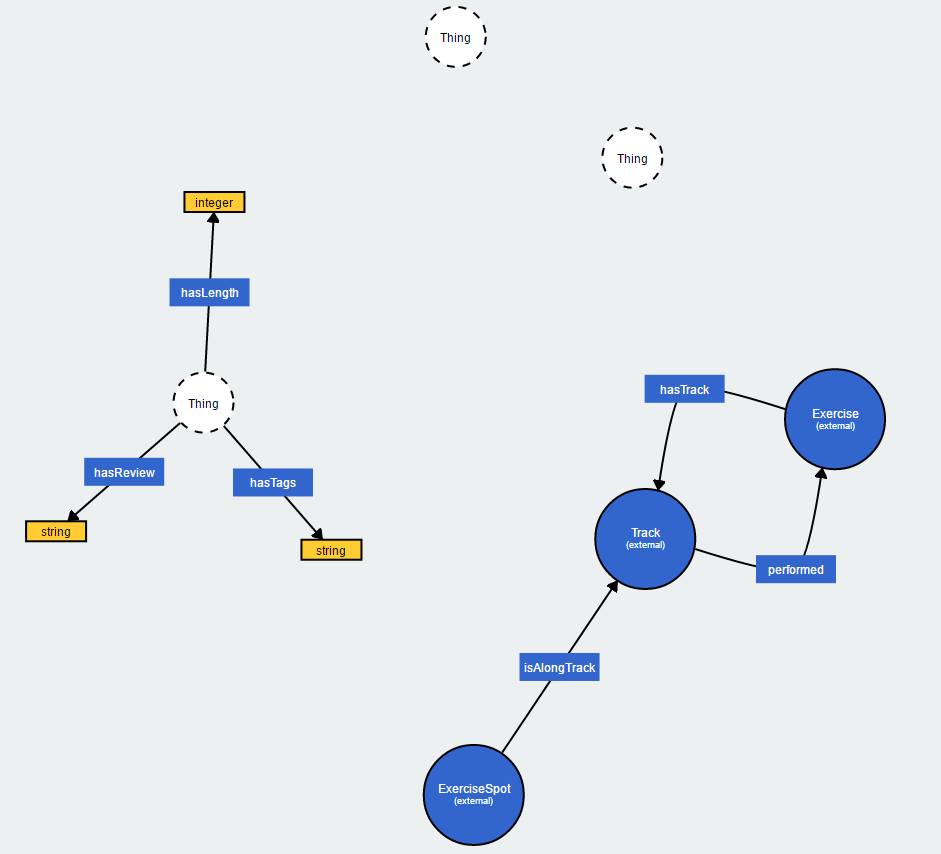 Thing
Thing
integer
hasLength
Thing
hasTrack
Exercise
(external)
hasReview
hasTags
string
string
Track
(external)
performed
isAlongTrack
ExerciseSpot
(external)